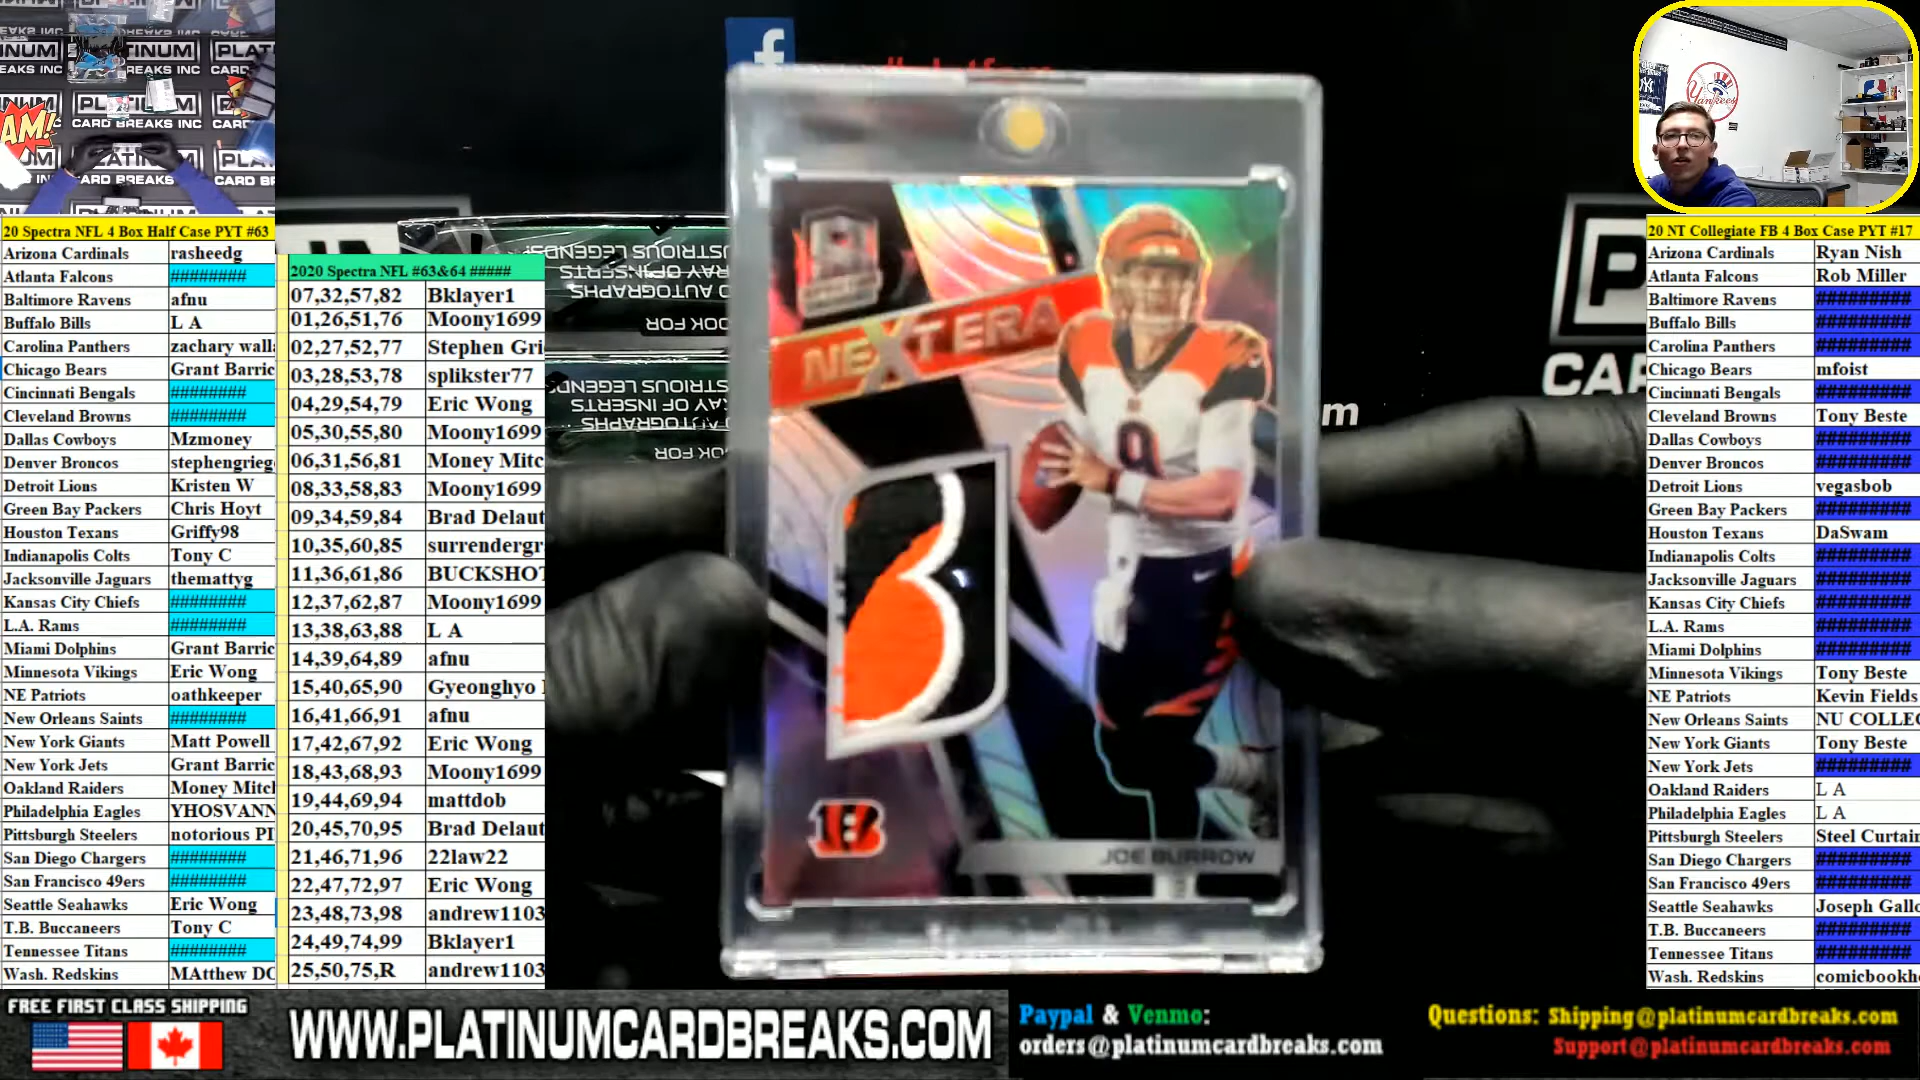 20 Spectra NFL 4 Box Half Case PYT #63
Arizona Cardinals rasheedg
Atlanta Falcons ########
Baltimore Ravens afnu
Buffalo Bills L A
Carolina Panthers zachary wall
Chicago Bears Grant Barric
Cincinnati Bengals ########
Cleveland Browns ########
Dallas Cowboys Mzmoney
Denver Broncos stephengrieg
Detroit Lions Kristen W
Green Bay Packers Chris Hoyt
Houston Texans Griffy98
Indianapolis Colts Tony C
Jacksonville Jaguars themattyg
Kansas City Chiefs ########
L.A. Rams ########
Miami Dolphins Grant Barric
Minnesota Vikings Eric Wong
NE Patriots oathkeeper
New Orleans Saints ########
New York Giants Matt Powell
New York Jets Grant Barric
Oakland Raiders Money Mitcl
Philadelphia Eagles YHOSVANN
Pittsburgh Steelers notorious PI
San Diego Chargers ########
San Francisco 49ers ########
Seattle Seahawks Eric Wong
T.B. Buccaneers Tony C
Tennessee Titans ########
Wash. Redskins MAtthew DO
2020 Spectra NFL #63&64 #####
07,32,57,82 Bklayer1
01,26,51,76 Moony1699
02,27,52,77 Stephen Gri
03,28,53,78 splikster77
04,29,54,79 Eric Wong
05,30,55,80 Moony1699
06,31,56,81 Money Mitc
08,33,58,83 Moony1699
09,34,59,84 Brad Delaut
10,35,60,85 surrendergr
11,36,61,86 BUCKSHOT
12,37,62,87 Moony1699
13,38,63,88 L A
14,39,64,89 afnu
15,40,65,90 Gyeonghyo
16,41,66,91 afnu
17,42,67,92 Eric Wong
18,43,68,93 Moony1699
19,44,69,94 mattdob
20,45,70,95 Brad Delaut
21,46,71,96 22law22
22,47,72,97 Eric Wong
23,48,73,98 andrew1103
24,49,74,99 Bklayer1
25,50,75,R andrew1103
NEXT ERA
9
B
JOE BURROW
PLATINUM
CARD BREAKS INC
AM!
Yankees
20 NT Collegiate FB 4 Box Case PYT #17
Arizona Cardinals Ryan Nish
Atlanta Falcons Rob Miller
Baltimore Ravens #########
Buffalo Bills #########
Carolina Panthers #########
Chicago Bears mfoist
Cincinnati Bengals #########
Cleveland Browns Tony Beste
Dallas Cowboys #########
Denver Broncos #########
Detroit Lions vegasbob
Green Bay Packers #########
Houston Texans DaSwam
Indianapolis Colts #########
Jacksonville Jaguars #########
Kansas City Chiefs #########
L.A. Rams #########
Miami Dolphins #########
Minnesota Vikings Tony Beste
NE Patriots Kevin Fields
New Orleans Saints NU COLLEC
New York Giants Tony Beste
New York Jets #########
Oakland Raiders L A
Philadelphia Eagles L A
Pittsburgh Steelers Steel Curtain
San Diego Chargers #########
San Francisco 49ers #########
Seattle Seahawks Joseph Gallo
T.B. Buccaneers #########
Tennessee Titans #########
Wash. Redskins comicbookh
FREE FIRST CLASS SHIPPING
WWW.PLATINUMCARDBREAKS.COM
Paypal & Venmo:
orders@platinumcardbreaks.com
Questions: Shipping@platinumcardbreaks.com
Support@platinumcardbreaks.com